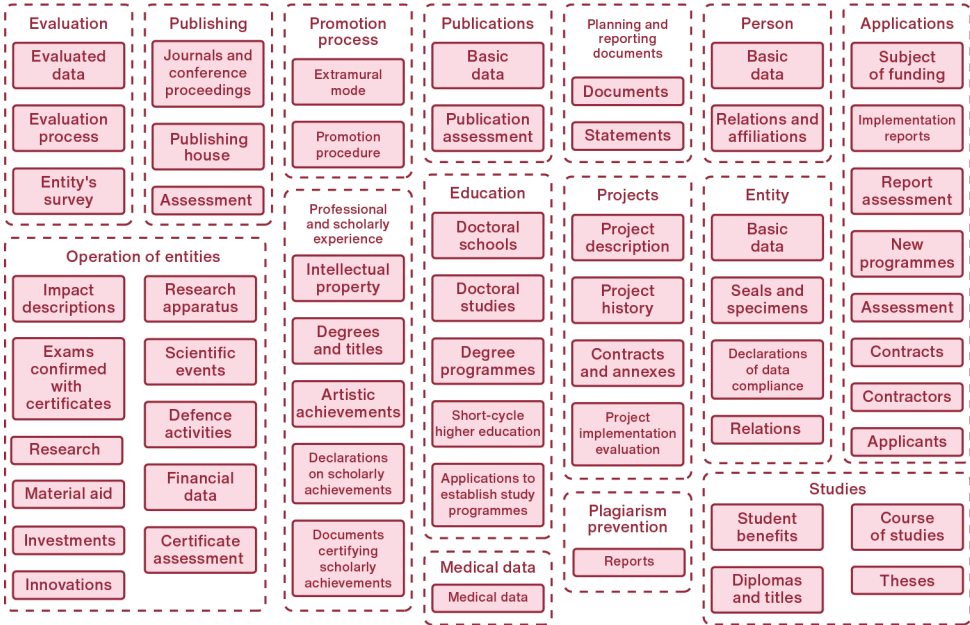 Evaluation
Evaluated
data
Evaluation
process
Entity's
survey
Publishing
Journals and
conference
proceedings
Publishing
house
Assessment
Promotion
process
Extramural
mode
Promotion
procedure
Publications
Basic
data
Publication
assessment
Planning and
reporting
documents
Documents
Statements
Person
Basic
data
Relations and
affiliations
Applications
Subject
of funding
Implementation
reports
Report
assessment
New
programmes
Assessment
Contracts
Contractors
Applicants
Operation of entities
Impact
descriptions
Exams
confirmed
with
certificates
Research
Material aid
Investments
Innovations
Research
apparatus
Scientific
events
Defence
activities
Financial
data
Certificate
assessment
Professional
and scholarly
experience
Intellectual
property
Degrees
and titles
Artistic
achievements
Declarations
on scholarly
achievements
Documents
certifying
scholarly
achievements
Education
Doctoral
schools
Doctoral
studies
Degree
programmes
Short-cycle
higher education
Applications to
establish study
programmes
Medical data
Medical data
Projects
Project
description
Project
history
Contracts
and annexes
Project
implementation
evaluation
Plagiarism
prevention
Reports
Entity
Basic
data
Seals and
specimens
Declarations
of data
compliance
Relations
Studies
Student
benefits
Diplomas
and titles
Course
of studies
Theses